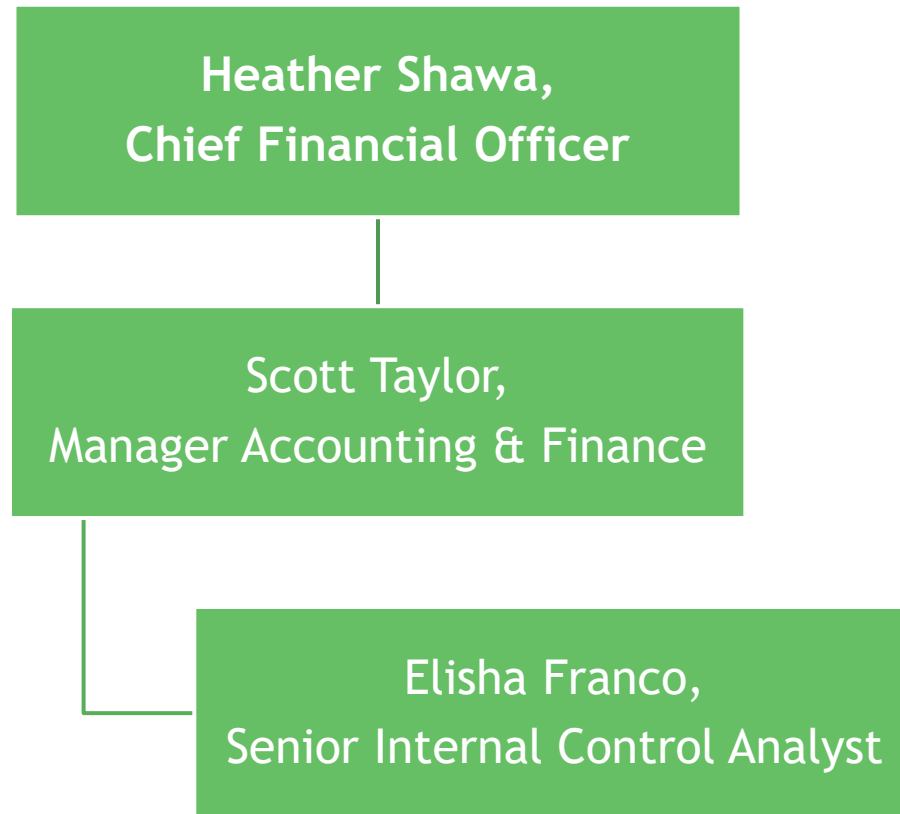 Heather Shawa,
Chief Financial Officer
Scott Taylor,
Manager Accounting & Finance
Elisha Franco,
Senior Internal Control Analyst